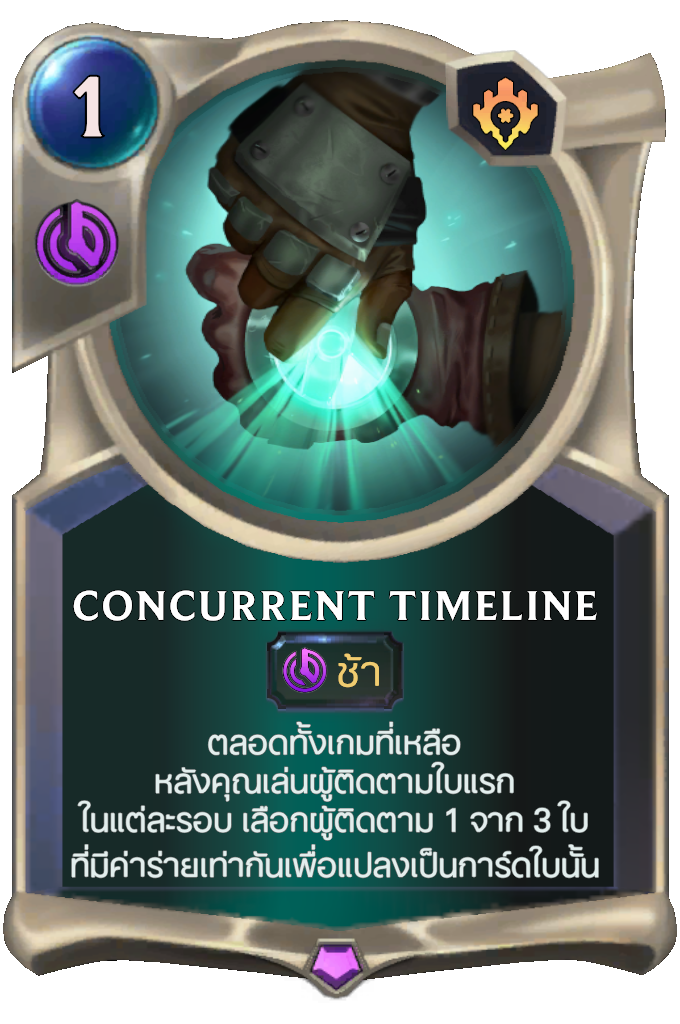 1
CONCURRENT TIMELINE
ช้า
ตลอดทั้งเกมที่เหลือ
หลังคุณเล่นผู้ติดตามใบแรก
ในแต่ละรอบ เลือกผู้ติดตาม 1 จาก 3 ใบ
ที่มีค่าร่ายเท่ากันเพื่อแปลงเป็นการ์ดใบนั้น